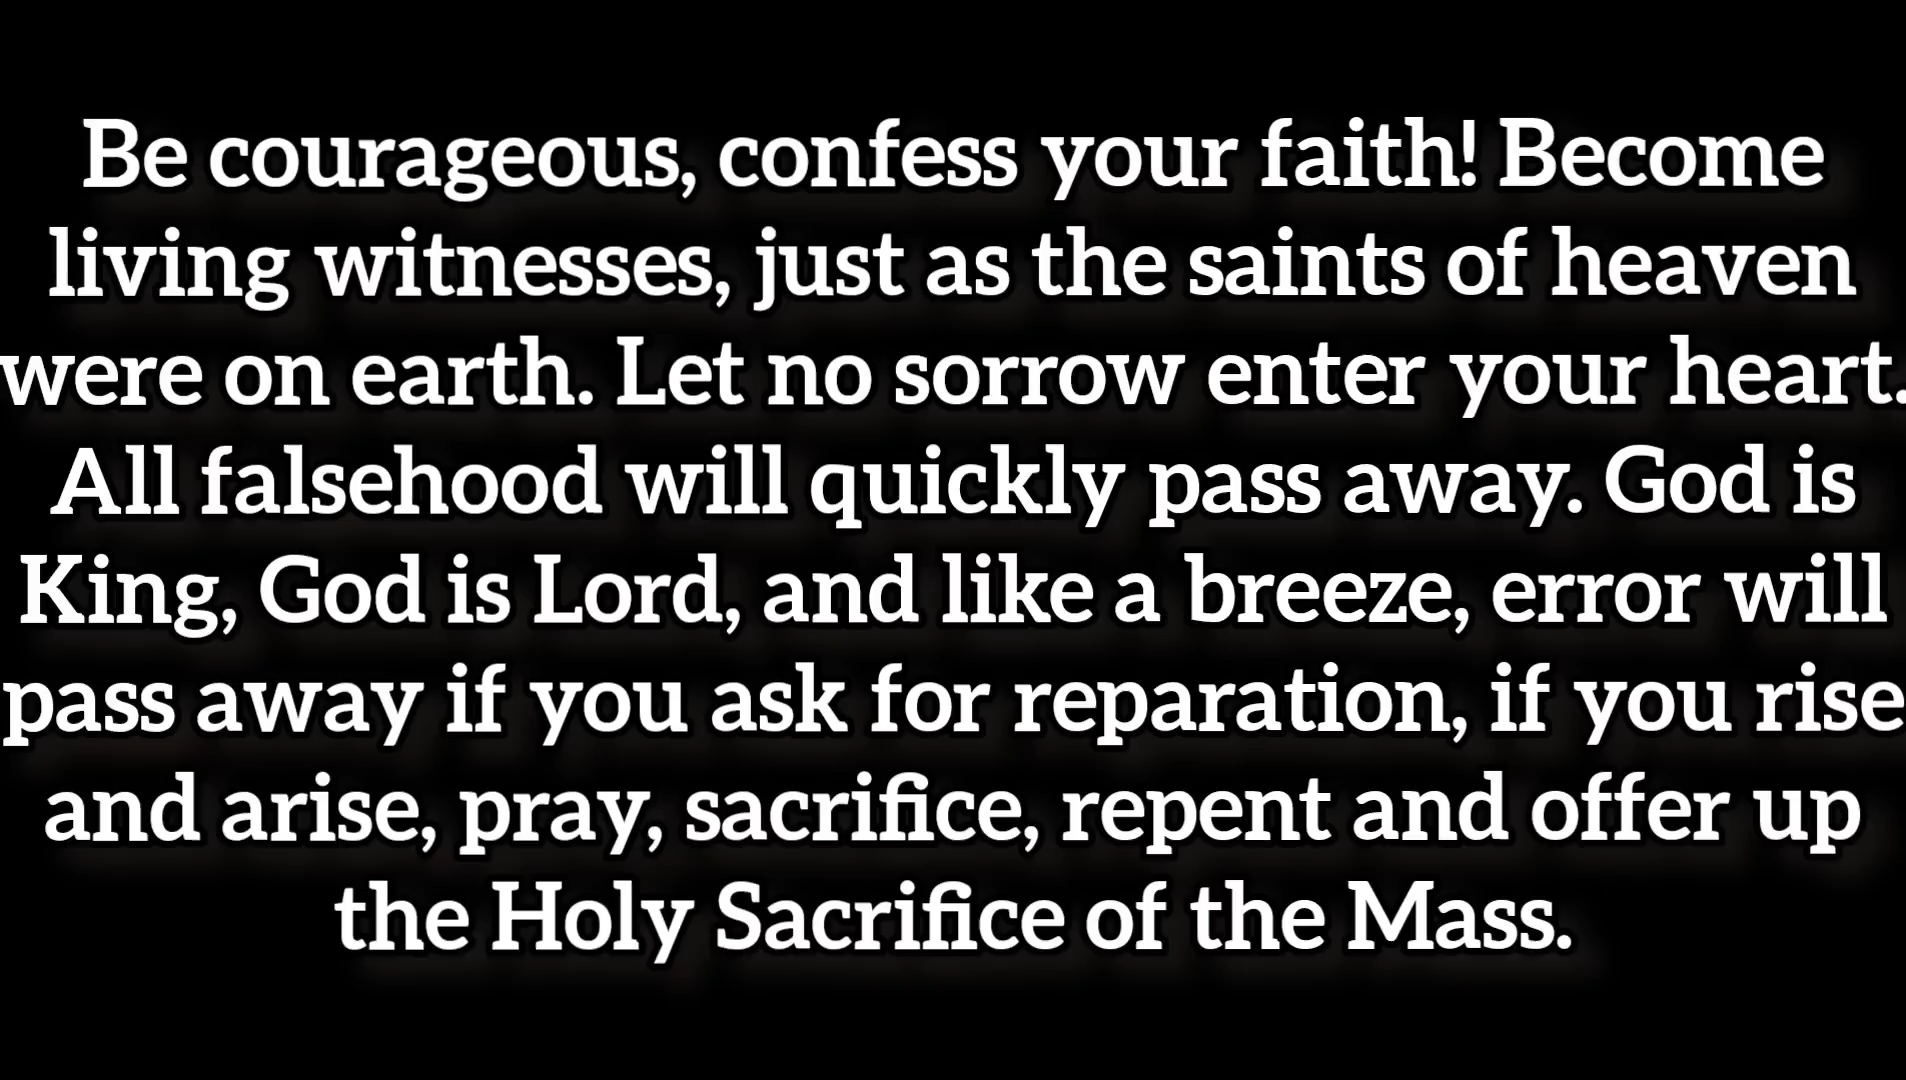 Be courageous, confess your faith! Become
living witnesses, just as the saints of heaven
were on earth. Let no sorrow enter your heart.
All falsehood will quickly pass away. God is
King, God is Lord, and like a breeze, error will
pass away if you ask for reparation, if you rise
and arise, pray, sacrifice, repent and offer up
the Holy Sacrifice of the Mass.